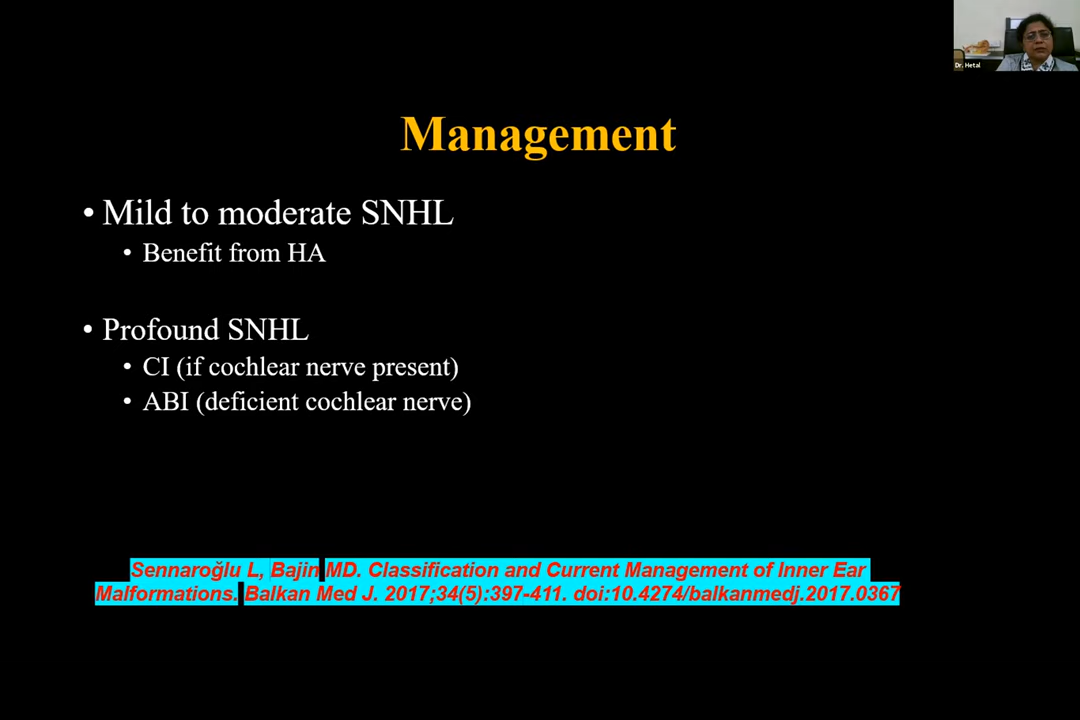 Dr. Hetal
Management
• Mild to moderate SNHL
• Benefit from HA
• Profound SNHL
• CI (if cochlear nerve present)
• ABI (deficient cochlear nerve)
Sennaroğlu L, Bajin MD. Classification and Current Management of Inner Ear
Malformations. Balkan Med J. 2017;34(5):397-411. doi:10.4274/balkanmedj.2017.0367